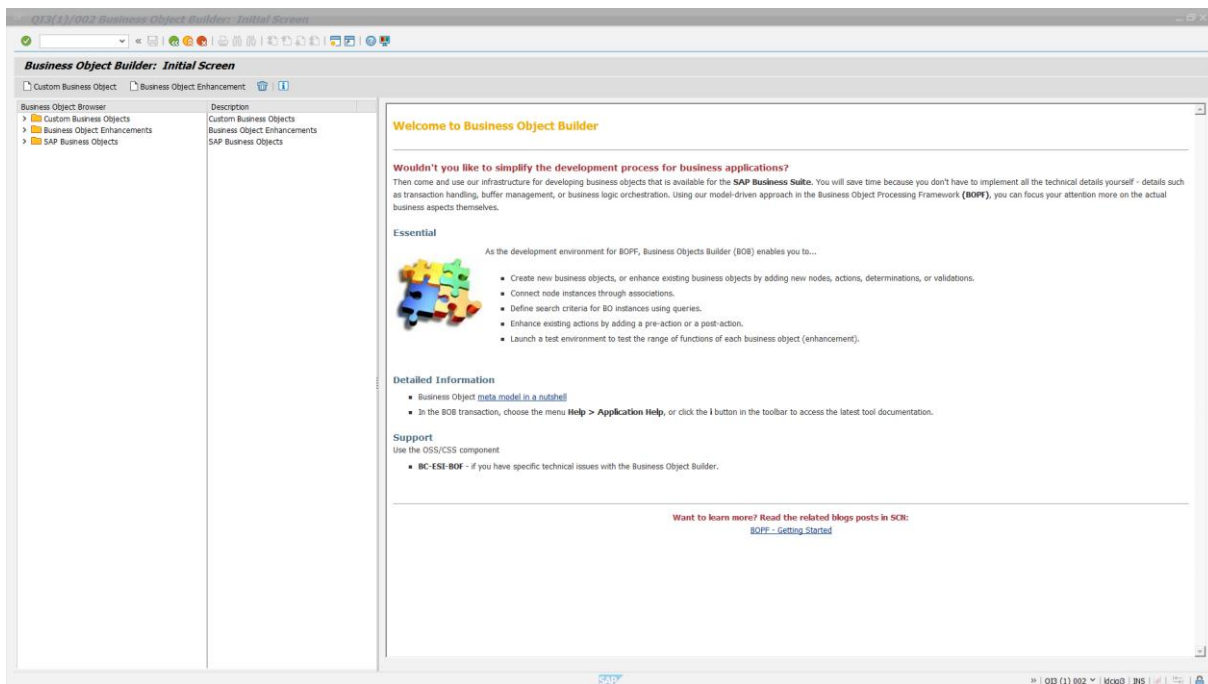 QI3(1)/002 Business Object Builder: Initial Screen
Business Object Builder: Initial Screen
Custom Business Object Business Object Enhancement
Business Object Browser Description
Custom Business Objects Custom Business Objects
Business Object Enhancements Business Object Enhancements
SAP Business Objects SAP Business Objects
Welcome to Business Object Builder
Wouldn't you like to simplify the development process for business applications?
Then come and use our infrastructure for developing business objects that is available for the SAP Business Suite. You will save time because you don't have to implement all the technical details yourself - details such
as transaction handling, buffer management, or business logic orchestration. Using our model-driven approach in the Business Object Processing Framework (BOPF), you can focus your attention more on the actual
business aspects themselves.
Essential
As the development environment for BOPF, Business Objects Builder (BOB) enables you to...
▪ Create new business objects, or enhance existing business objects by adding new nodes, actions, determinations, or validations.
▪ Connect node instances through associations.
▪ Define search criteria for BO instances using queries.
▪ Enhance existing actions by adding a pre-action or a post-action.
▪ Launch a test environment to test the range of functions of each business object (enhancement).
Detailed Information
▪ Business Object meta model in a nutshell
▪ In the BOB transaction, choose the menu Help > Application Help, or click the i button in the toolbar to access the latest tool documentation.
Support
Use the OSS/CSS component
▪ BC-ESI-BOF - if you have specific technical issues with the Business Object Builder.
Want to learn more? Read the related blogs posts in SCN:
BOPF - Getting Started
SAP
» QI3 (1) 002 INS